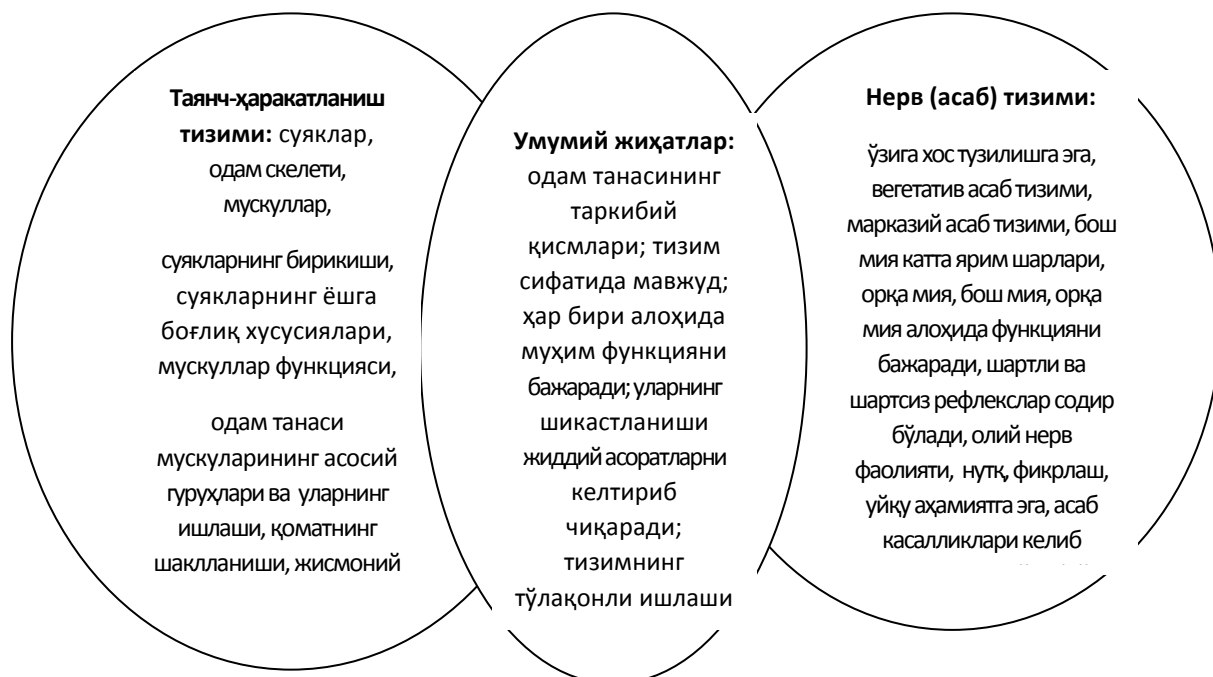 Таянч-ҳаракатланиш
тизими: суяклар,
одам скелети,
мускуллар,
суякларнинг бирикиши,
суякларнинг ёшга
боғлиқ хусусиялари,
мускуллар функцияси,
одам танаси
мускуларининг асосий
гуруҳлари ва уларнинг
ишлаши, қоматнинг
шаклланиши, жисмоний
Умумий жиҳатлар:
одам танасининг
таркибий
қисмлари; тизим
сифатида мавжуд;
ҳар бири алоҳида
муҳим функцияни
бажаради; уларнинг
шикастланиши
жиддий асоратларни
келтириб
чиқаради;
тизимнинг
тўлақонли ишлаши
Нерв (асаб) тизими:
ўзига хос тузилишга эга,
вегетатив асаб тизими,
марказий асаб тизими, бош
мия катта ярим шарлари,
орқа мия, бош мия, орқа
мия алоҳида функцияни
бажаради, шартли ва
шартсиз рефлекслар содир
бўлади, олий нерв
фаолияти, нутқ, фикрлаш,
уйқу аҳамиятга эга, асаб
касалликлари келиб